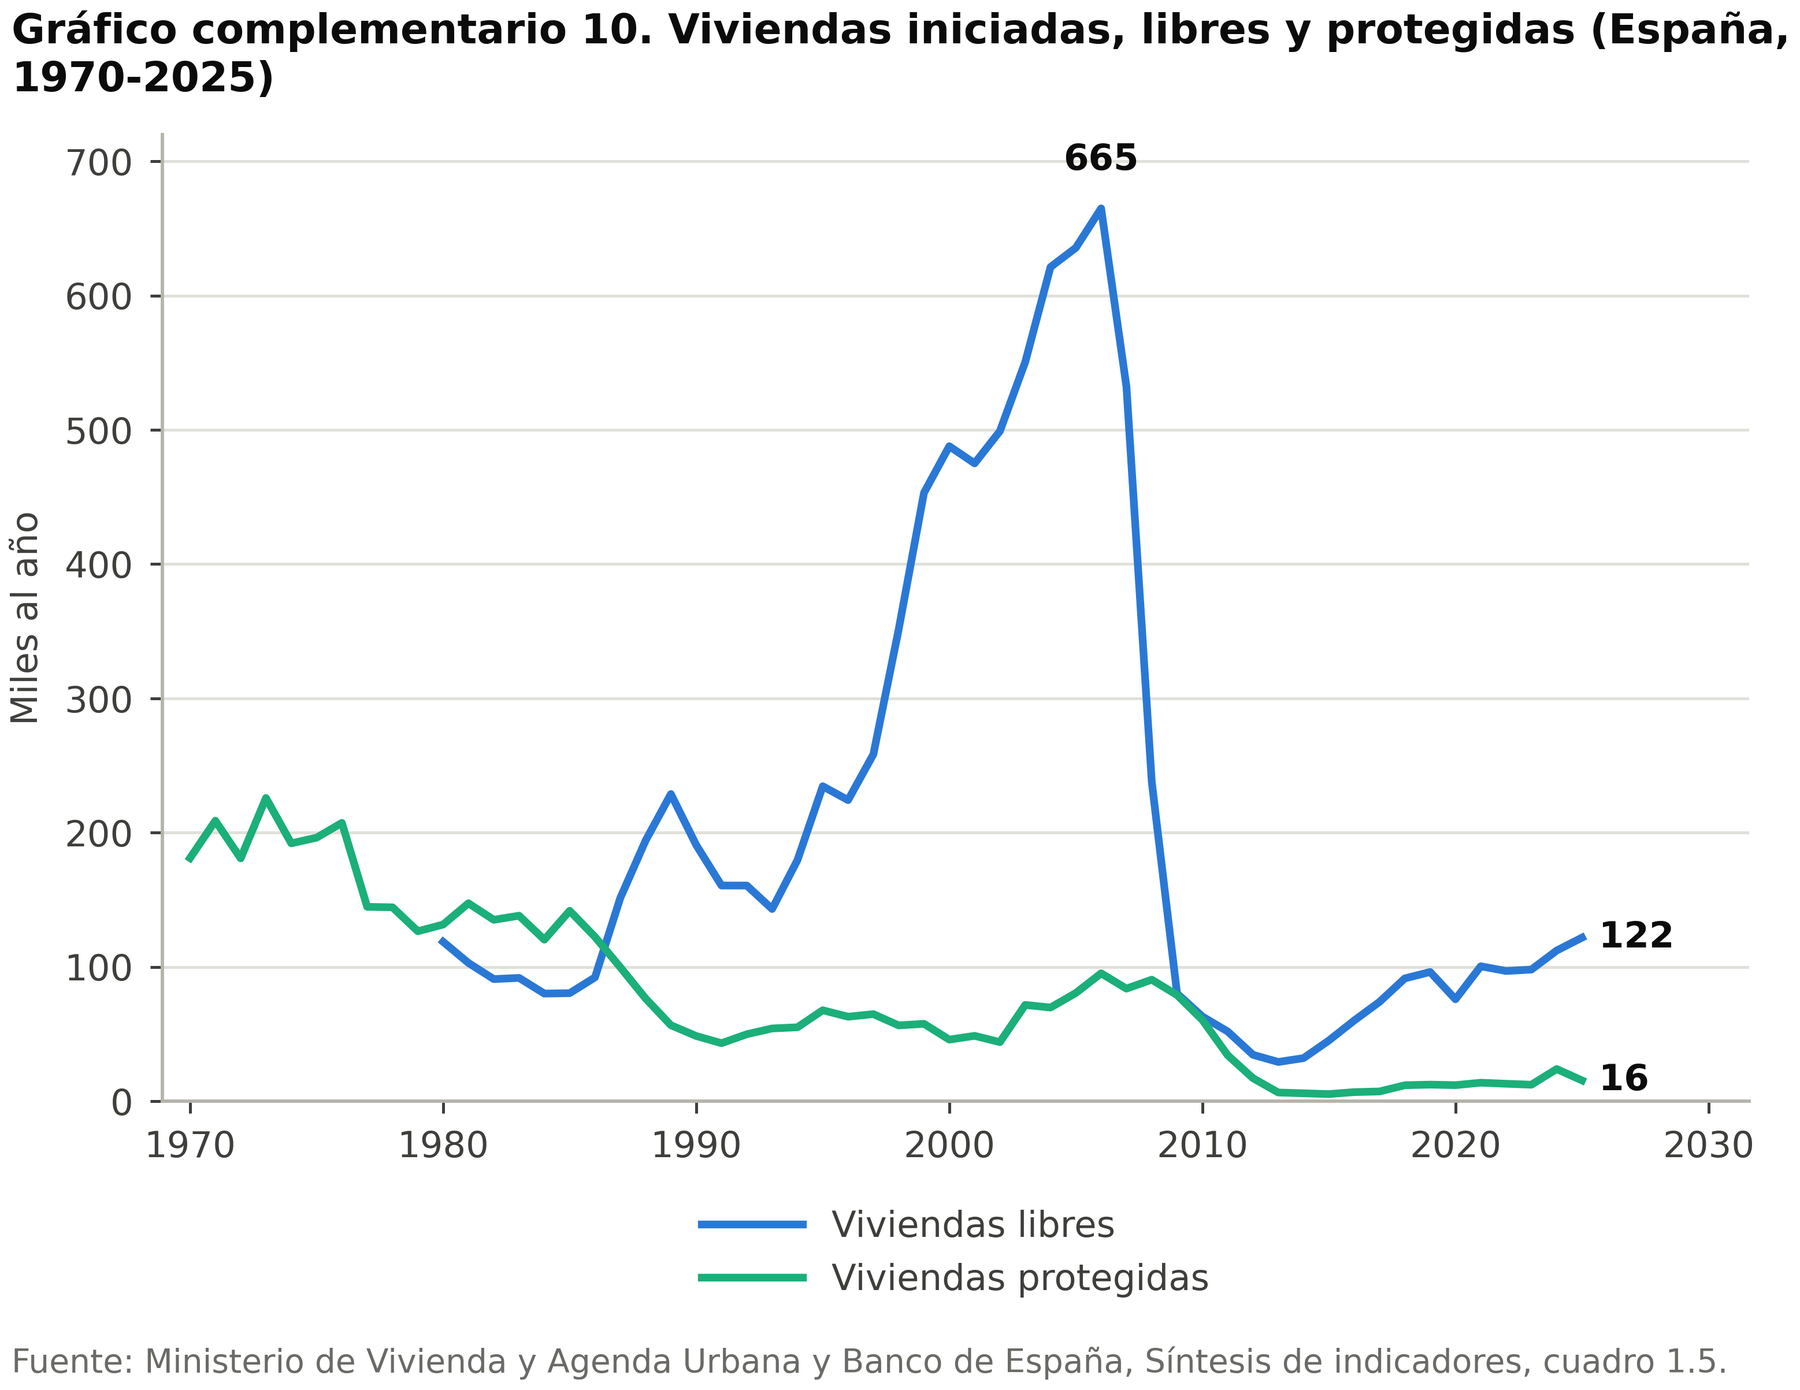 Gráfico complementario 10. Viviendas iniciadas, libres y protegidas (España,
1970-2025)
665
700
600
500
400
300
200
100
0
Miles al año
122
16
1970 1980 1990 2000 2010 2020 2030
Viviendas libres
Viviendas protegidas
Fuente: Ministerio de Vivienda y Agenda Urbana y Banco de España, Síntesis de indicadores, cuadro 1.5.